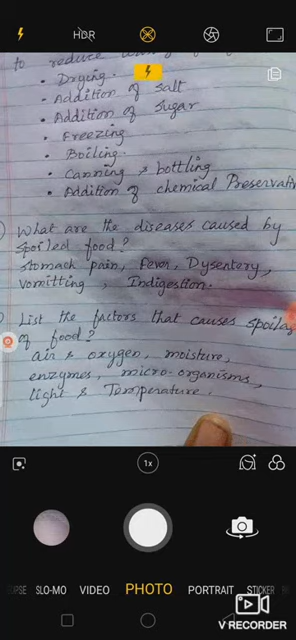 HDR
to reduce
• Drying.
• Addition of salt
• Addition of Sugar
• Freezing
• Boiling.
• Canning & bottling
• Addition of chemical Preservativ
What are the diseases caused by
spoiled food?
stomach pain, Fever, Dysentery,
vomitting, Indigestion.
List the factors that causes spoilag
of food?
air & oxygen, moisture,
enzymes, micro-organisms,
light & Temperature.
1x
SLO-MO VIDEO PHOTO PORTRAIT STICKER
V RECORDER